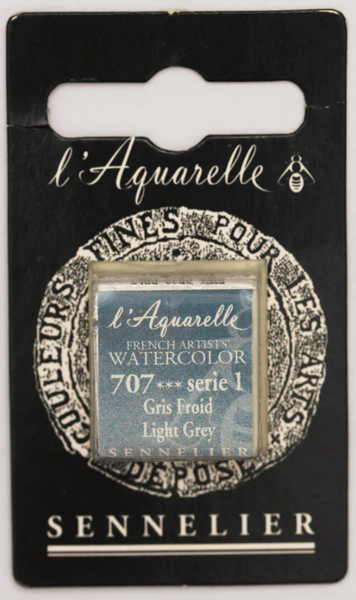 l'Aquarelle
COULEURS FINES POUR LES ARTS
DÉPOSÉ
l'Aquarelle
FRENCH ARTISTS'
WATERCOLOR
707 *** serie 1
Gris Froid
Light Grey
SENNELIER
SENNELIER